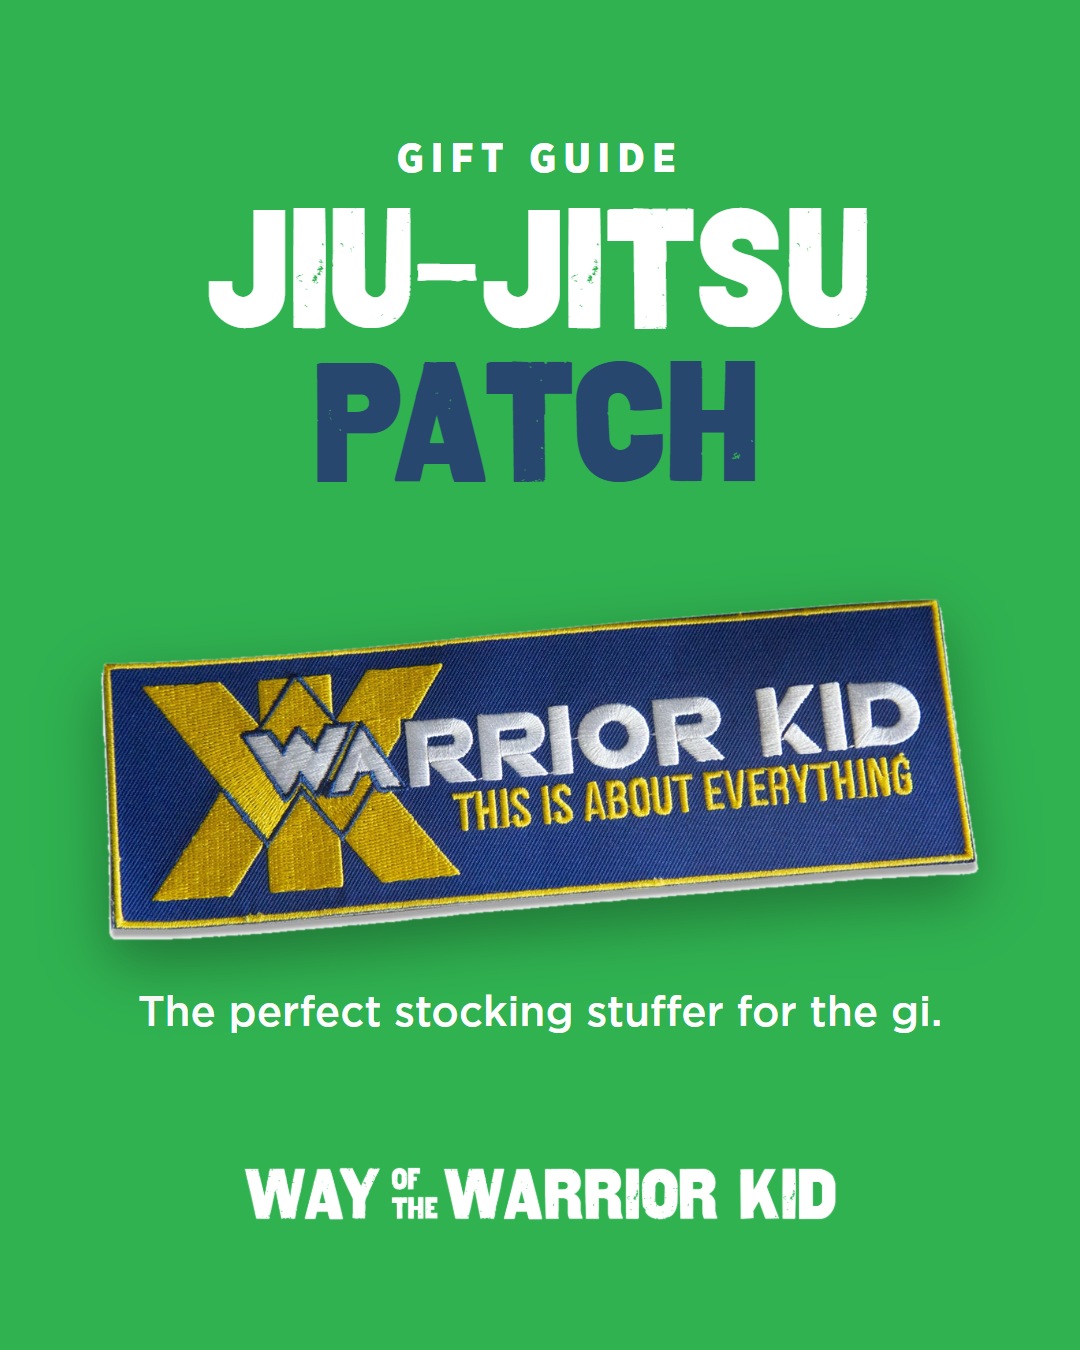 GIFT GUIDE
JIU-JITSU
PATCH
WARRIOR KID
THIS IS ABOUT EVERYTHING
The perfect stocking stuffer for the gi.
WAY OF THE WARRIOR KID